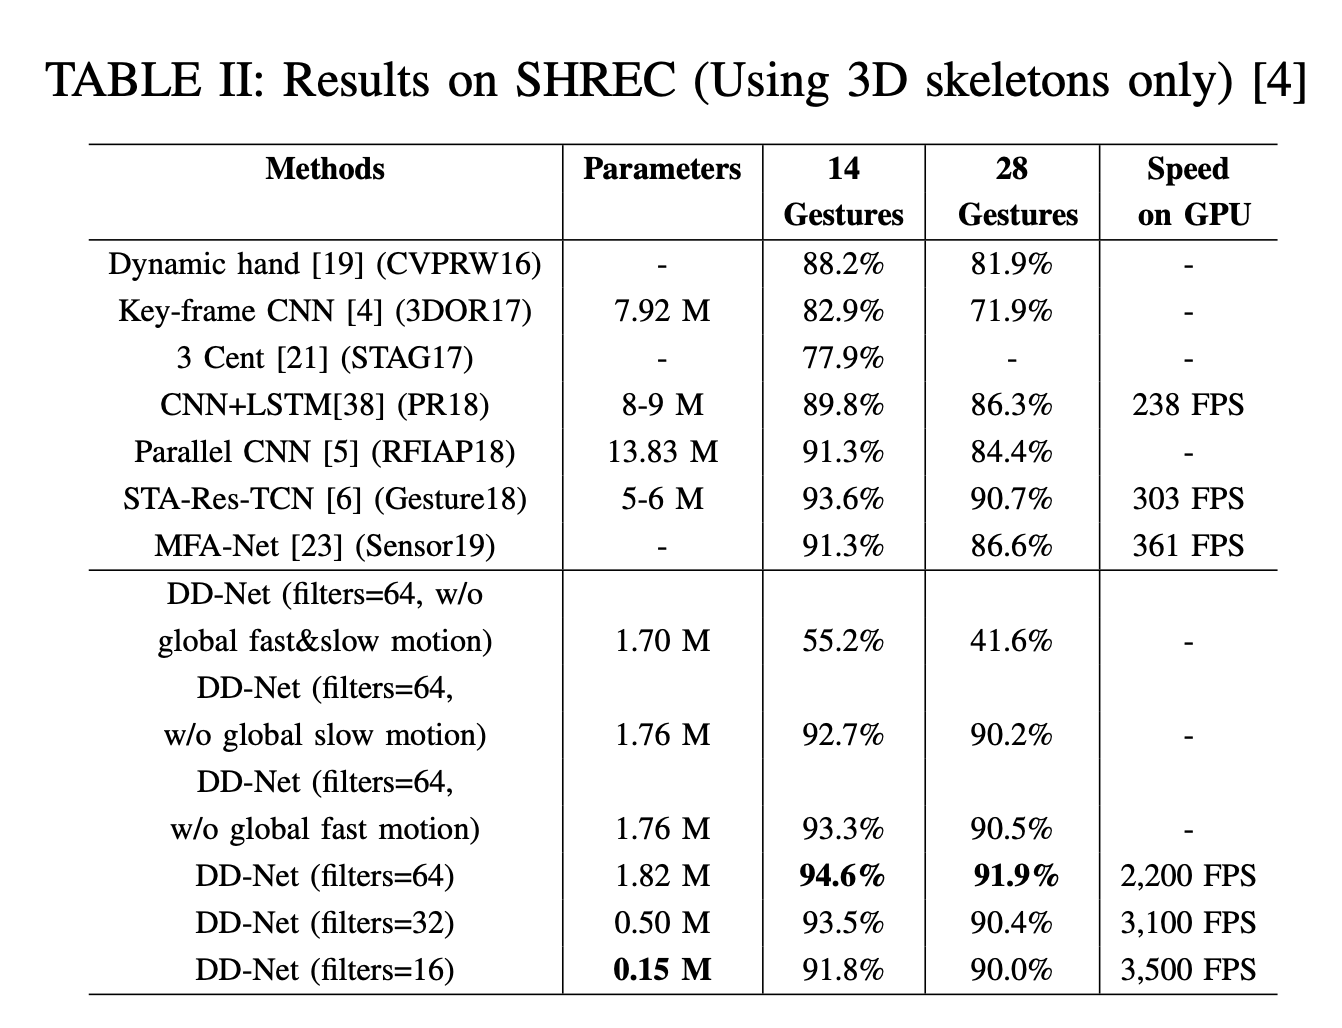 TABLE II: Results on SHREC (Using 3D skeletons only) [4]
Methods Parameters 14 28 Speed
Gestures Gestures on GPU
Dynamic hand [19] (CVPRW16) - 88.2% 81.9% -
Key-frame CNN [4] (3DOR17) 7.92 M 82.9% 71.9% -
3 Cent [21] (STAG17) - 77.9% - -
CNN+LSTM[38] (PR18) 8-9 M 89.8% 86.3% 238 FPS
Parallel CNN [5] (RFIAP18) 13.83 M 91.3% 84.4% -
STA-Res-TCN [6] (Gesture18) 5-6 M 93.6% 90.7% 303 FPS
MFA-Net [23] (Sensor19) - 91.3% 86.6% 361 FPS
DD-Net (filters=64, w/o
global fast&slow motion) 1.70 M 55.2% 41.6% -
DD-Net (filters=64,
w/o global slow motion) 1.76 M 92.7% 90.2% -
DD-Net (filters=64,
w/o global fast motion) 1.76 M 93.3% 90.5% -
DD-Net (filters=64) 1.82 M 94.6% 91.9% 2,200 FPS
DD-Net (filters=32) 0.50 M 93.5% 90.4% 3,100 FPS
DD-Net (filters=16) 0.15 M 91.8% 90.0% 3,500 FPS